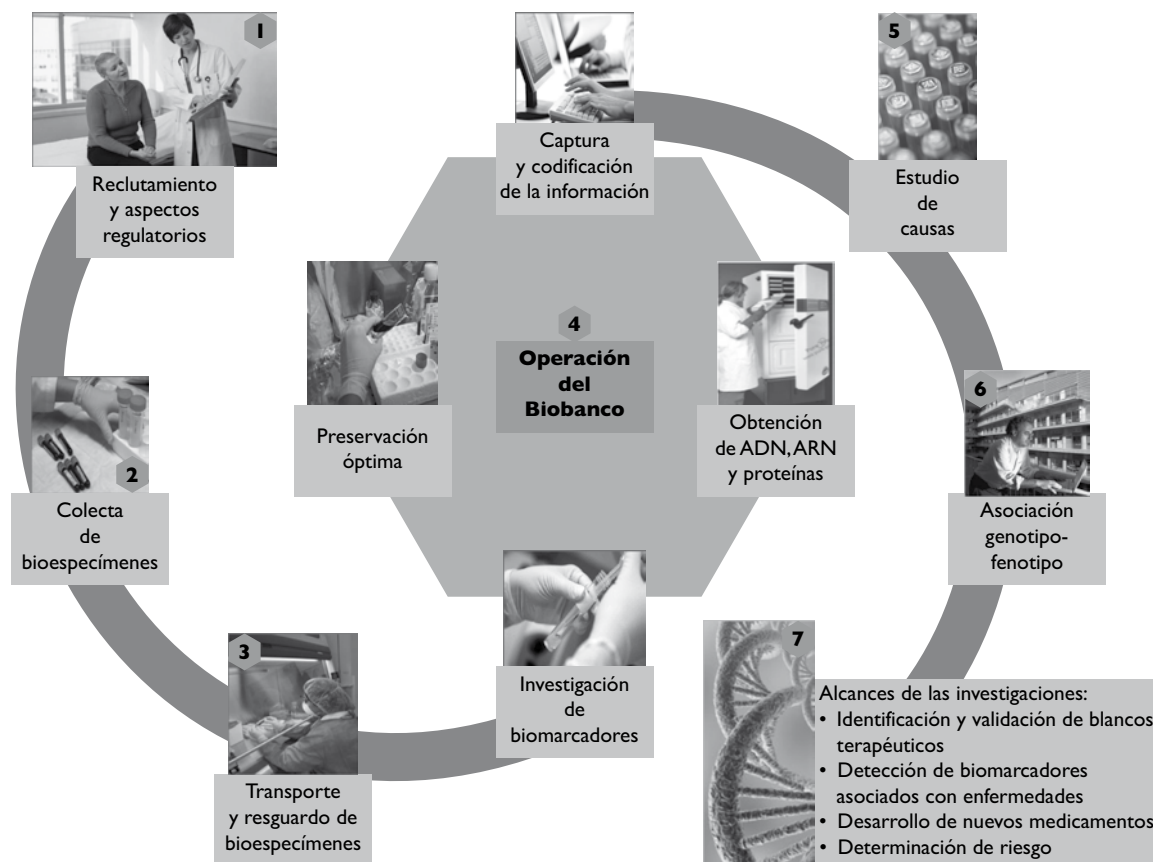 1
Reclutamiento
y aspectos
regulatorios
2
Colecta
de
bioespecímenes
3
Transporte
y resguardo de
bioespecímenes
4
Operación
del
Biobanco
Captura
y codificación
de la información
Preservación
óptima
Obtención
de ADN, ARN
y proteínas
Investigación
de
biomarcadores
5
Estudio
de
causas
6
Asociación
genotipo-
fenotipo
7
Alcances de las investigaciones:
• Identificación y validación de blancos
terapéuticos
• Detección de biomarcadores
asociados con enfermedades
• Desarrollo de nuevos medicamentos
• Determinación de riesgo